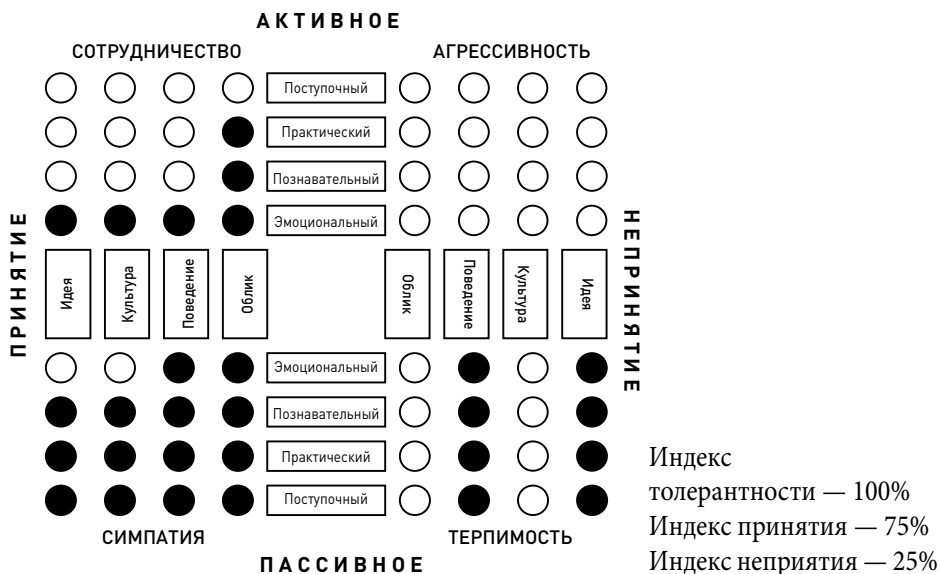 АКТИВНОЕ
СОТРУДНИЧЕСТВО
АГРЕССИВНОСТЬ
Поступочный
Практический
Познавательный
Эмоциональный
ПРИНЯТИЕ
Идея
Культура
Поведение
Облик
Облик
Поведение
Культура
Идея
НЕПРИНЯТИЕ
Эмоциональный
Познавательный
Практический
Поступочный
СИМПАТИЯ
ТЕРПИМОСТЬ
ПАССИВНОЕ
Индекс
толерантности — 100%
Индекс принятия — 75%
Индекс неприятия — 25%